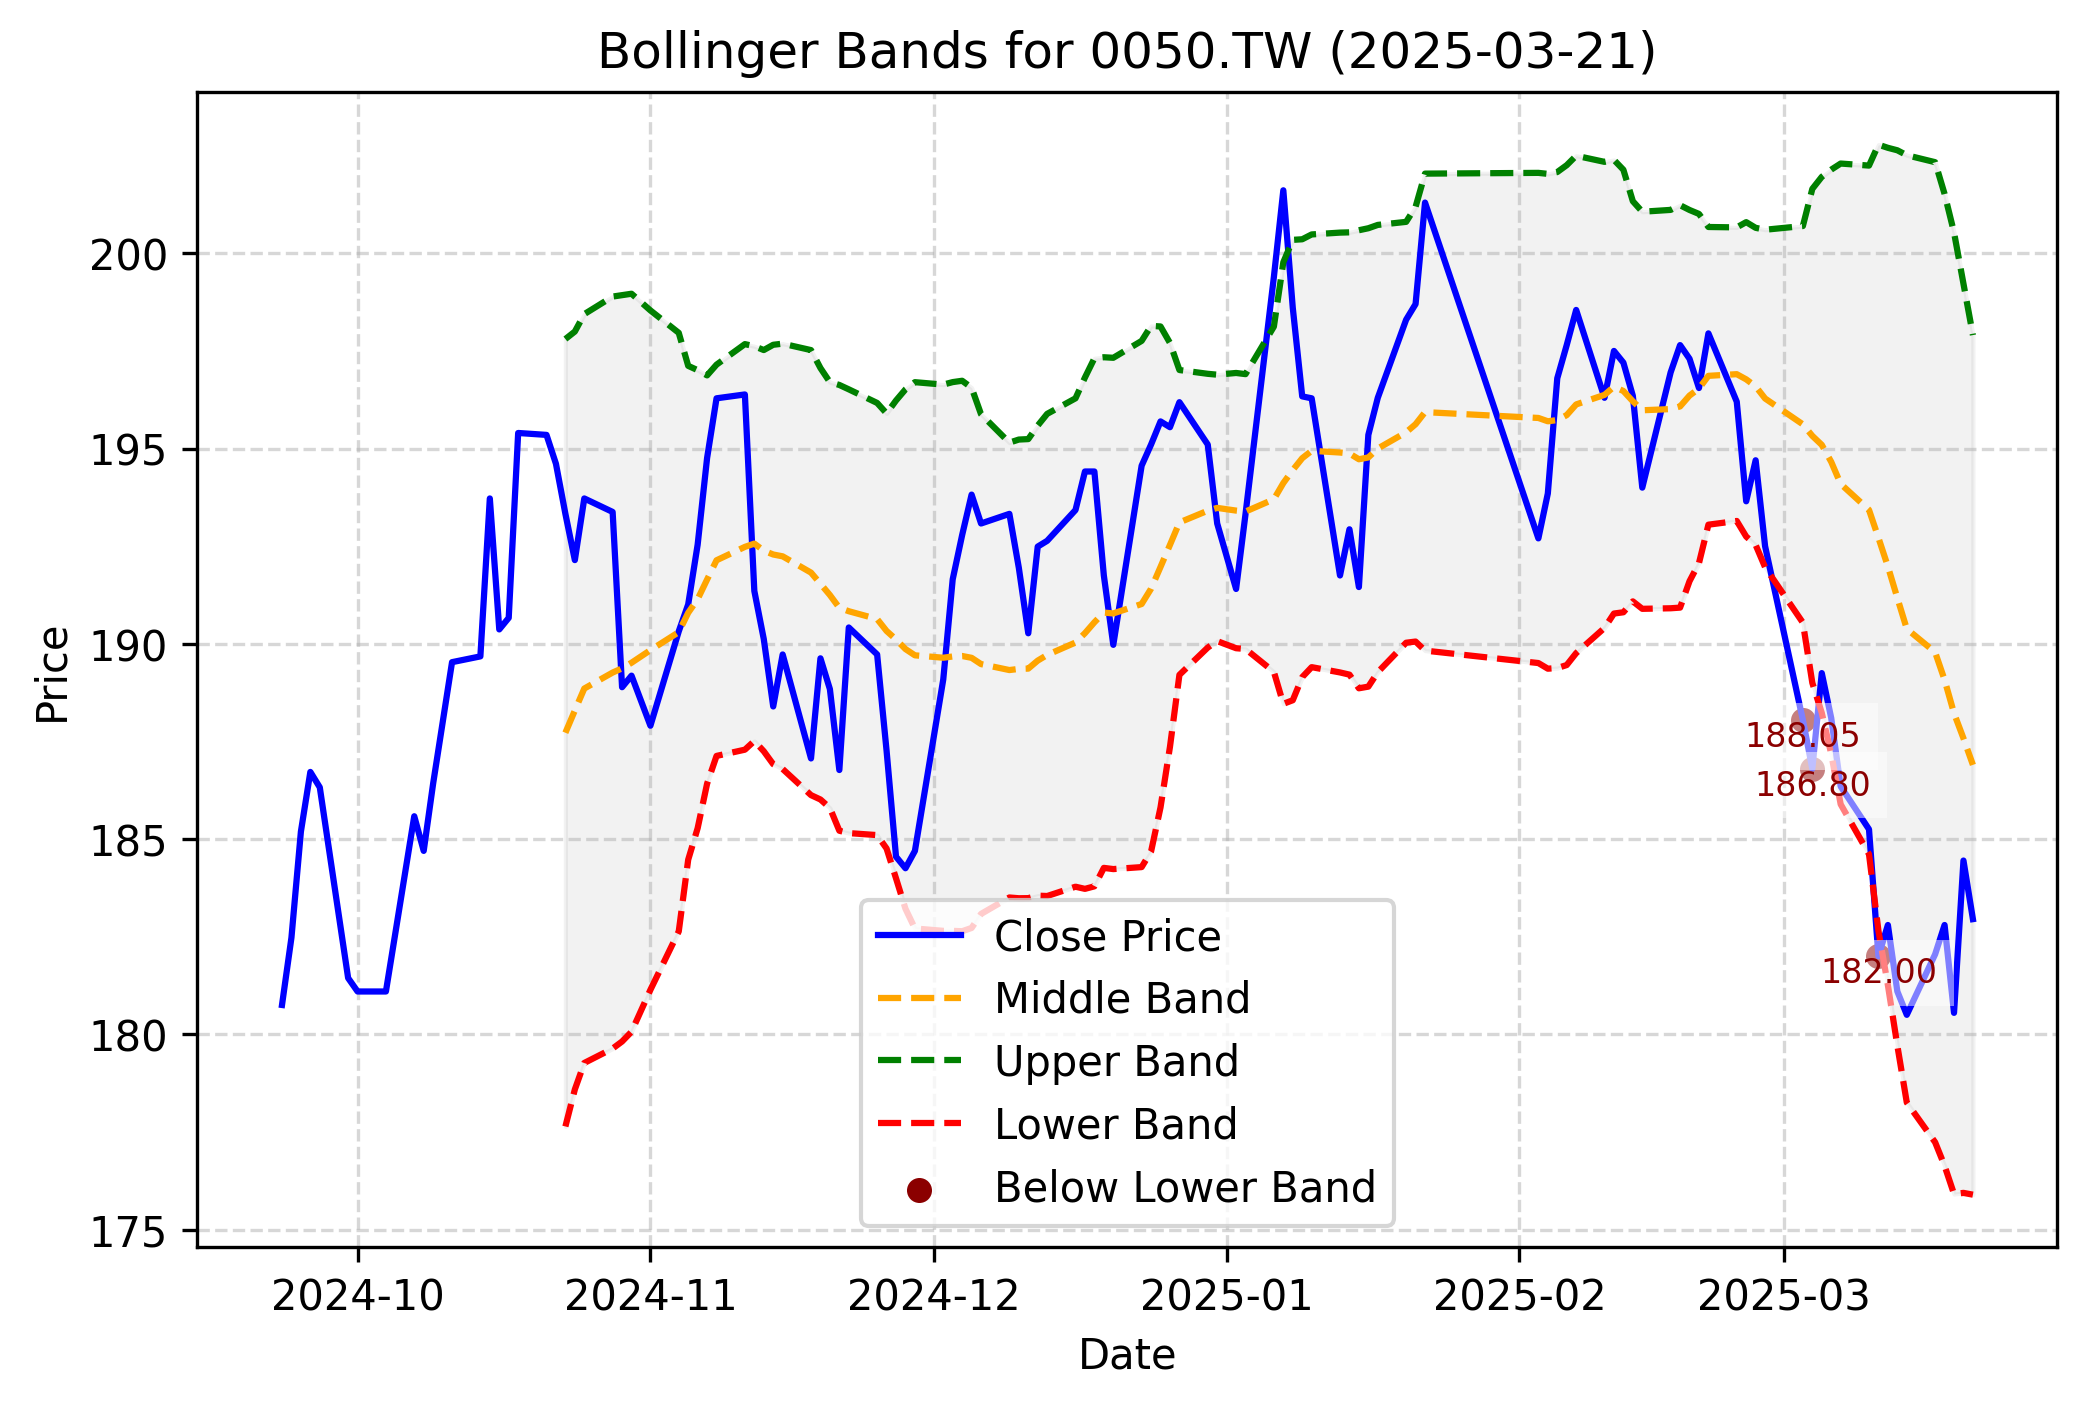 Bollinger Bands for 0050.TW (2025-03-21)
Price
200
195
190
185
180
175
188.05
186.80
182.00
Close Price
Middle Band
Upper Band
Lower Band
Below Lower Band
2024-10 2024-11 2024-12 2025-01 2025-02 2025-03
Date